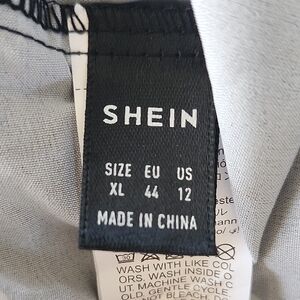 SHEIN
SIZE EU US
XL 44 12
MADE IN CHINA
WASH WITH LIKE COL
ORS. WASH INSIDE O
UT. MACHINE WASH C
OLD, GENTLE CYCLE